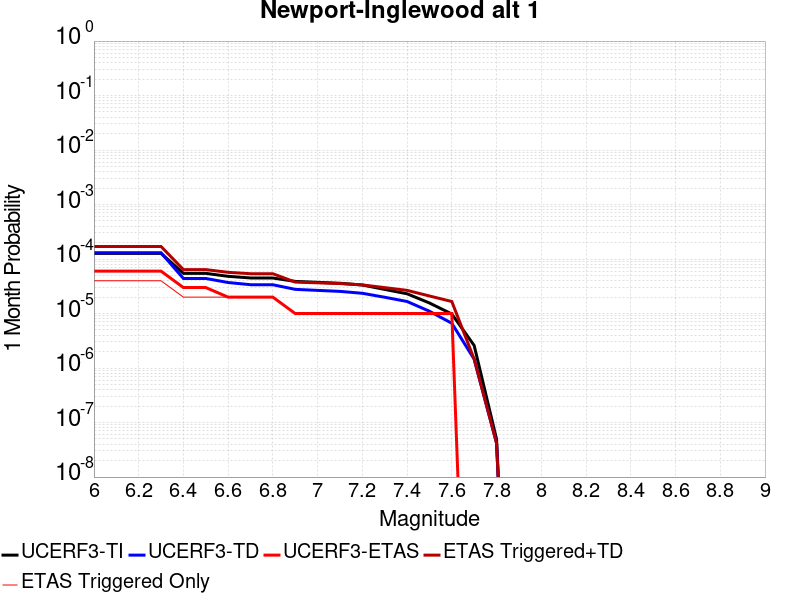 Newport-Inglewood alt 1
1 Month Probability
10^0
10^-1
10^-2
10^-3
10^-4
10^-5
10^-6
10^-7
10^-8
6 6.2 6.4 6.6 6.8 7 7.2 7.4 7.6 7.8 8 8.2 8.4 8.6 8.8 9
Magnitude
UCERF3-TI UCERF3-TD UCERF3-ETAS ETAS Triggered+TD
ETAS Triggered Only